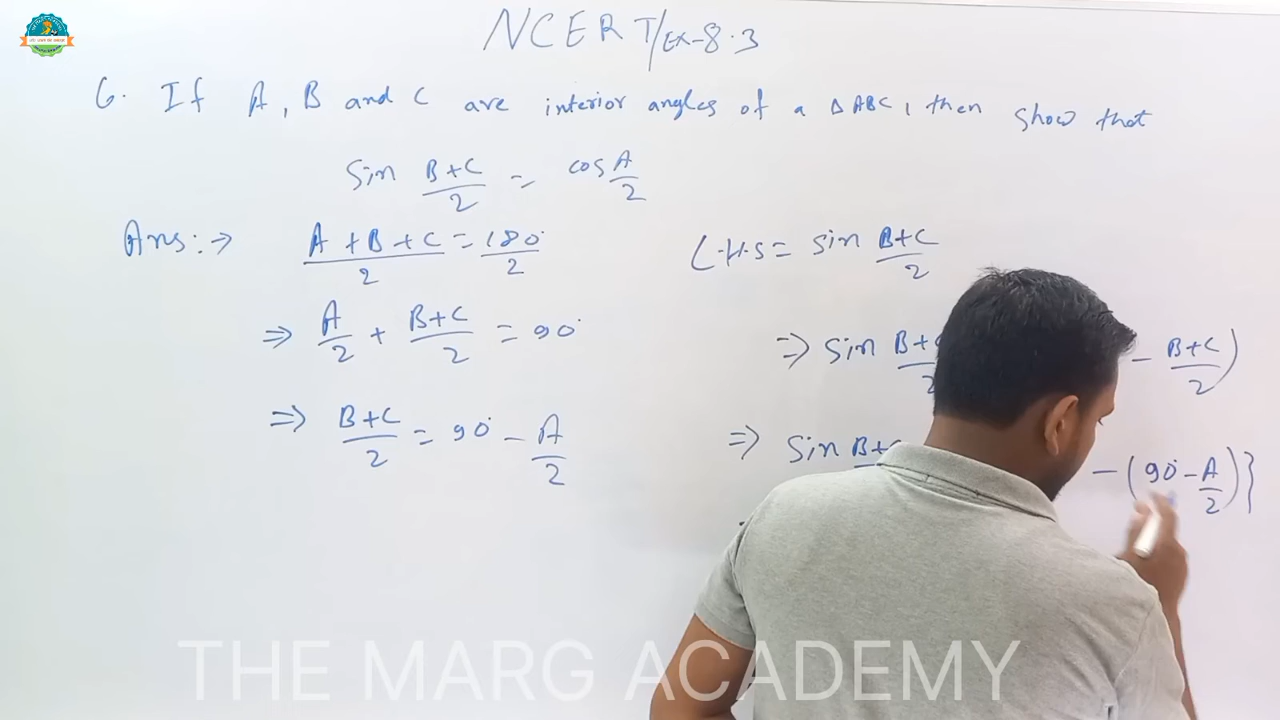 NCERT/Ex-8.3
6. If A, B and C are interior angles of a △ABC, then show that
Sin B+C/2 = cos A/2
Ans:→ A+B+C/2 = 180°/2
⇒ A/2 + B+C/2 = 90°
⇒ B+C/2 = 90° - A/2
L.H.S = sin B+C/2
⇒ Sin B+ - B+C/2)
⇒ Sin B+C - (90° - A/2)}
THE MARG ACADEMY